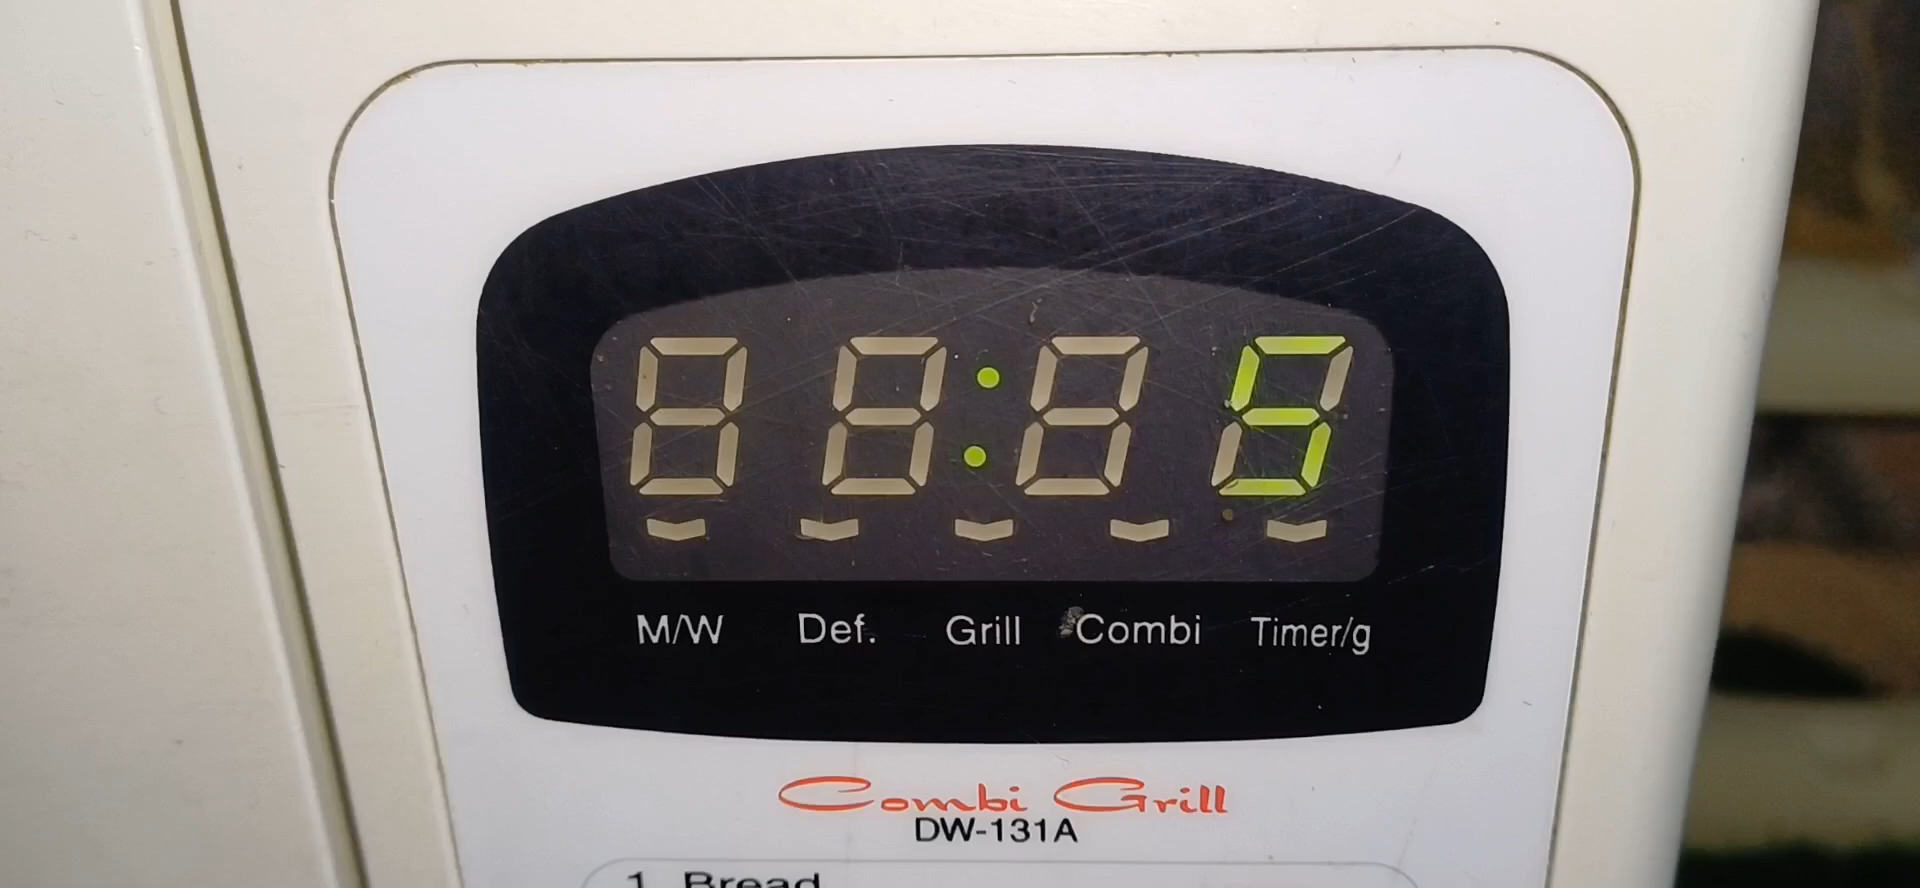 :5
M/W Def. Grill Combi Timer/g
Combi Grill
DW-131A
1 Bread